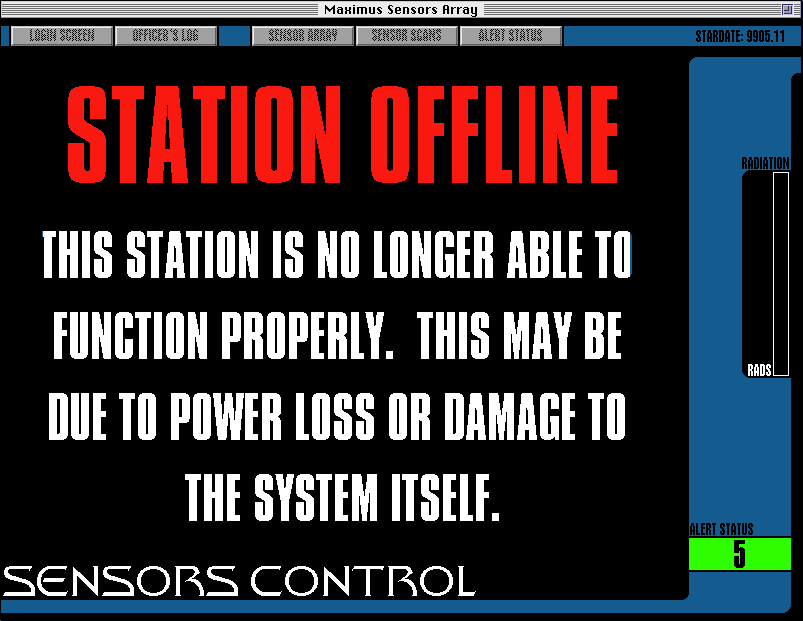 Maximus Sensors Array
LOGIN SCREEN OFFICER'S LOG SENSOR ARRAY SENSOR SCANS ALERT STATUS STARDATE: 9905.11
STATION OFFLINE
THIS STATION IS NO LONGER ABLE TO
FUNCTION PROPERLY. THIS MAY BE
DUE TO POWER LOSS OR DAMAGE TO
THE SYSTEM ITSELF.
RADIATION
RADS
ALERT STATUS
5
SENSORS CONTROL